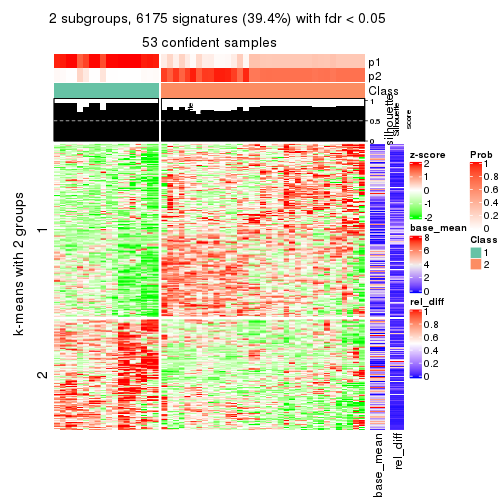 2 subgroups, 6175 signatures (39.4%) with fdr < 0.05
53 confident samples
p1
p2
Class
1
0.5
0
silhouette
Silhouette
score
k-means with 2 groups
1
2
base_mean
rel_diff
z-score
2
1
0
-1
-2
base_mean
8
6
4
2
0
rel_diff
1
0.8
0.6
0.4
0.2
0
Prob
1
0.8
0.6
0.4
0.2
0
Class
1
2